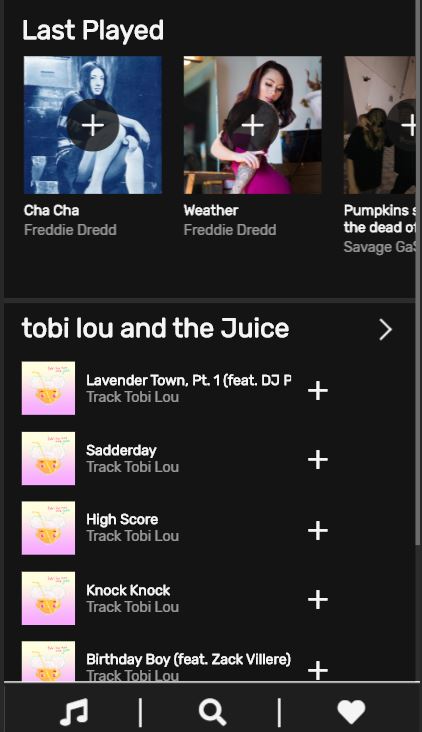 Last Played
Cha Cha
Freddie Dredd
Weather
Freddie Dredd
Pumpkins s
the dead of
Savage Ga
tobi lou and the Juice
Lavender Town, Pt. 1 (feat. DJ P
Track Tobi Lou
Sadderday
Track Tobi Lou
High Score
Track Tobi Lou
Knock Knock
Track Tobi Lou
Birthday Boy (feat. Zack Villere)
Track Tobi Lou